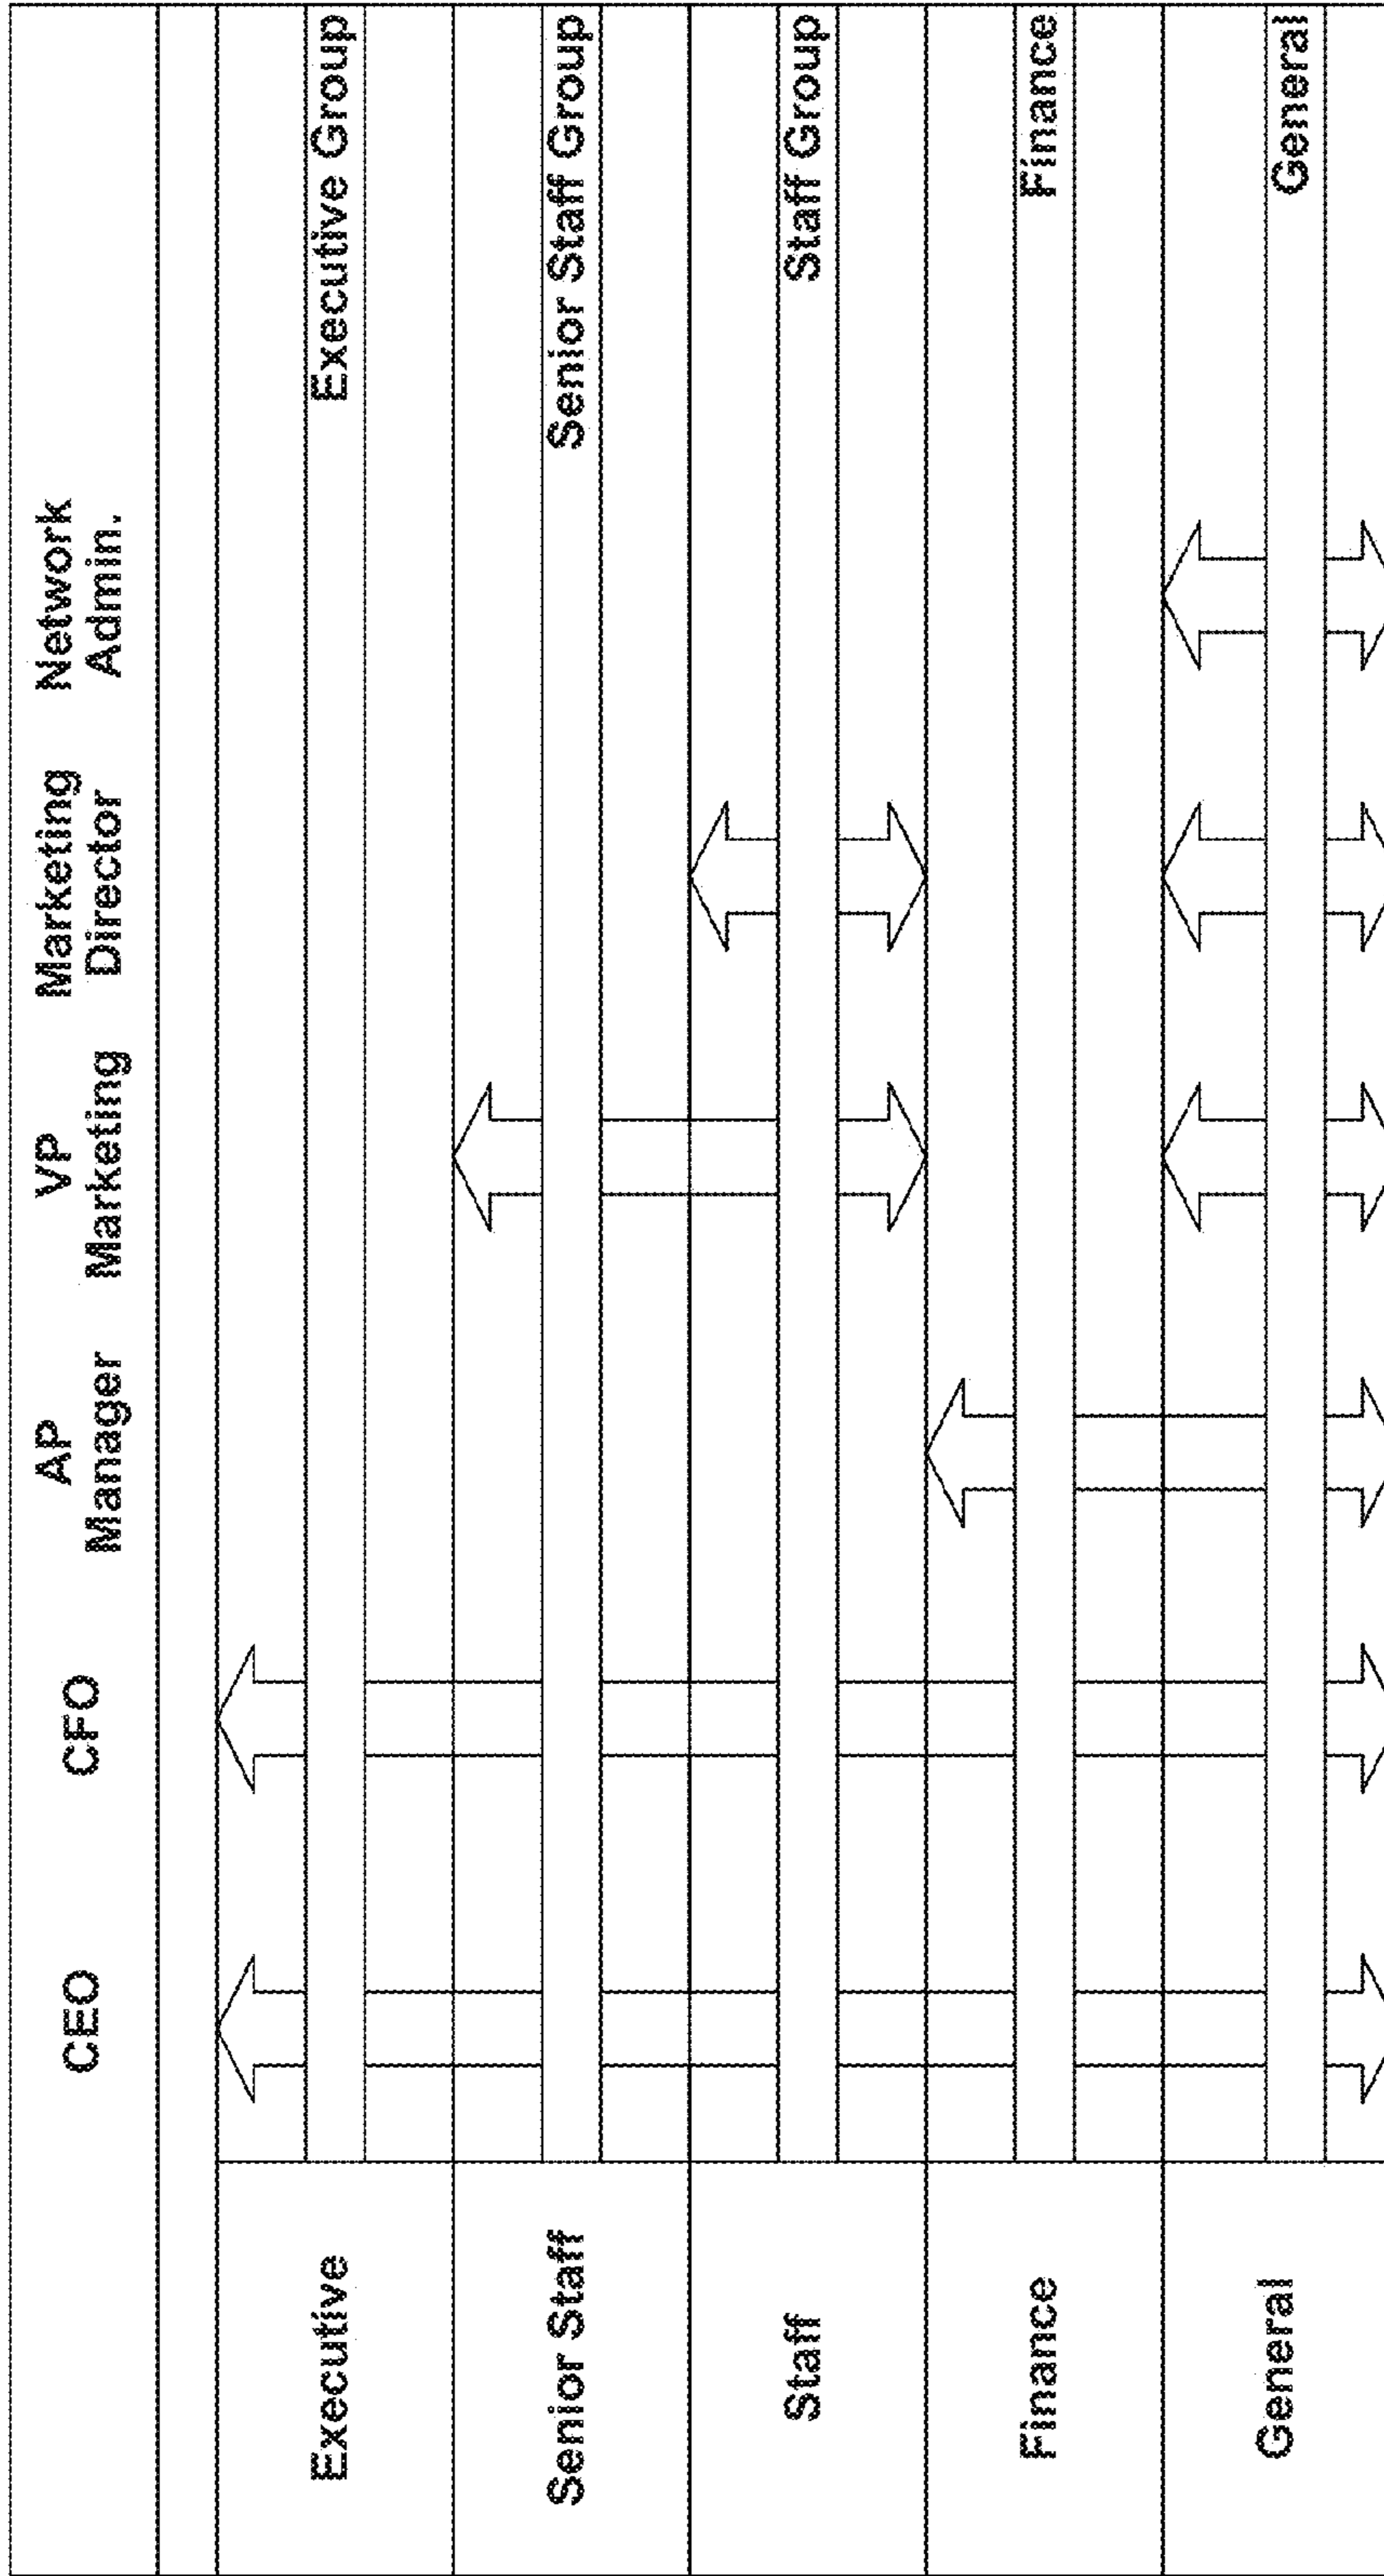 CEO
CFO
AP
Manager
VP
Marketing
Marketing
Director
Network
Admin.
Executive
Executive Group
Senior Staff
Senior Staff Group
Staff
Staff Group
Finance
Finance
General
General